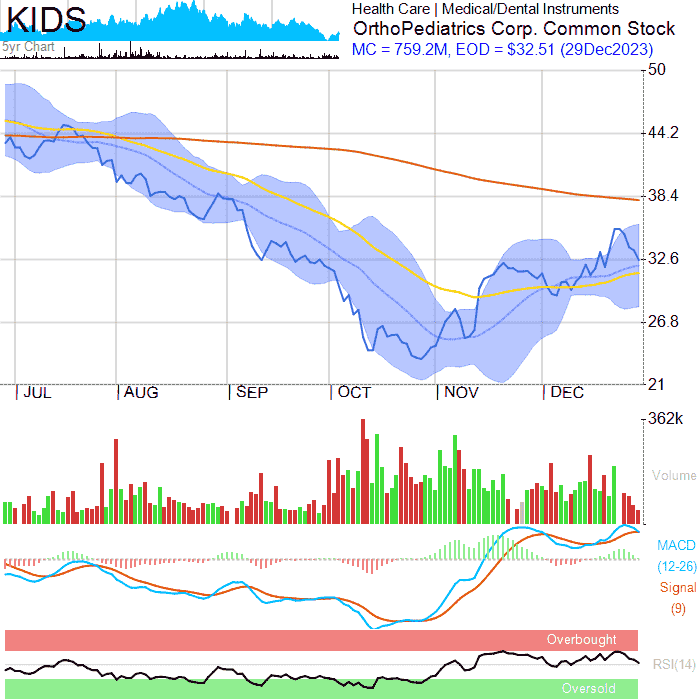 KIDS
5yr Chart
Health Care | Medical/Dental Instruments
OrthoPediatrics Corp. Common Stock
MC = 759.2M, EOD = $32.51 (29Dec2023)
50
44.2
38.4
32.6
26.8
21
JUL AUG SEP OCT NOV DEC
362k
Volume
MACD
(12-26)
Signal
(9)
Overbought
RSI(14)
Oversold